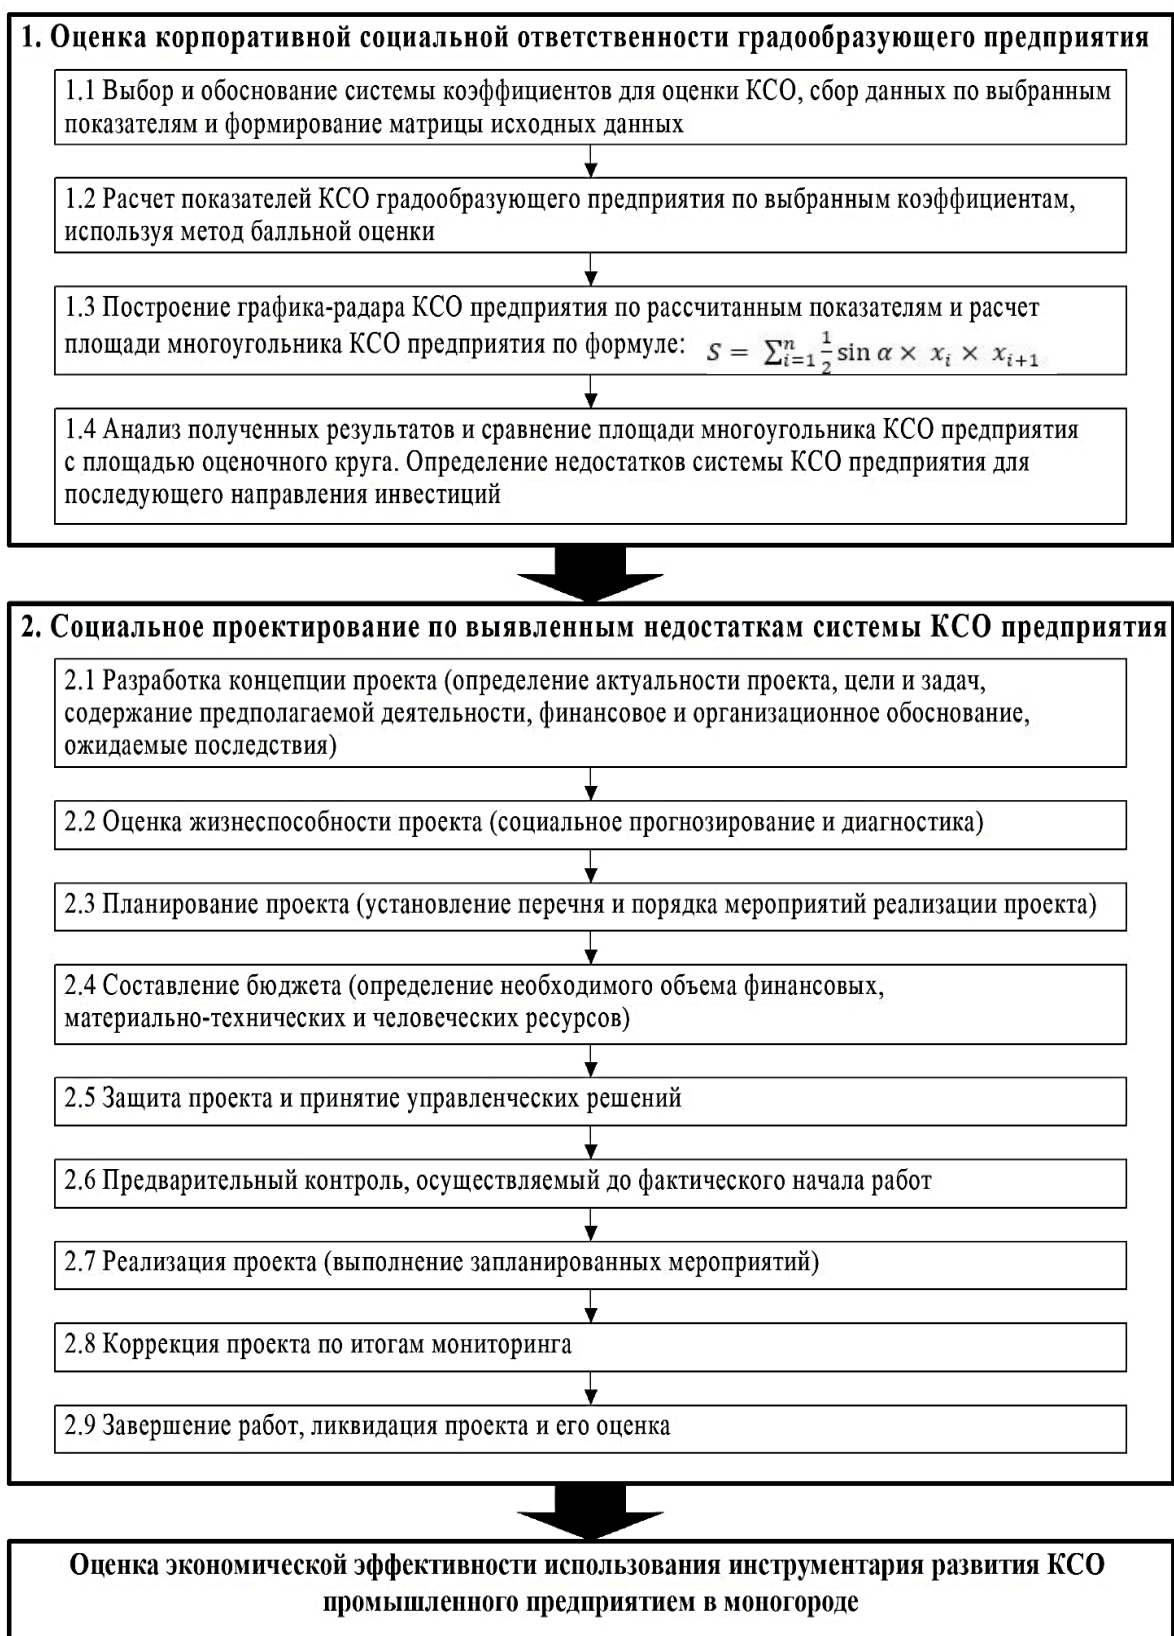 1. Оценка корпоративной социальной ответственности градообразующего предприятия
1.1 Выбор и обоснование системы коэффициентов для оценки КСО, сбор данных по выбранным
показателям и формирование матрицы исходных данных
1.2 Расчет показателей КСО градообразующего предприятия по выбранным коэффициентам,
используя метод балльной оценки
1.3 Построение графика-радара КСО предприятия по рассчитанным показателям и расчет
площади многоугольника КСО предприятия по формуле: S = ∑ⁿᵢ₌₁ ½ sin α × xᵢ × xᵢ₊₁
1.4 Анализ полученных результатов и сравнение площади многоугольника КСО предприятия
с площадью оценочного круга. Определение недостатков системы КСО предприятия для
последующего направления инвестиций
2. Социальное проектирование по выявленным недостаткам системы КСО предприятия
2.1 Разработка концепции проекта (определение актуальности проекта, цели и задач,
содержание предполагаемой деятельности, финансовое и организационное обоснование,
ожидаемые последствия)
2.2 Оценка жизнеспособности проекта (социальное прогнозирование и диагностика)
2.3 Планирование проекта (установление перечня и порядка мероприятий реализации проекта)
2.4 Составление бюджета (определение необходимого объема финансовых,
материально-технических и человеческих ресурсов)
2.5 Защита проекта и принятие управленческих решений
2.6 Предварительный контроль, осуществляемый до фактического начала работ
2.7 Реализация проекта (выполнение запланированных мероприятий)
2.8 Коррекция проекта по итогам мониторинга
2.9 Завершение работ, ликвидация проекта и его оценка
Оценка экономической эффективности использования инструментария развития КСО
промышленного предприятием в моногороде